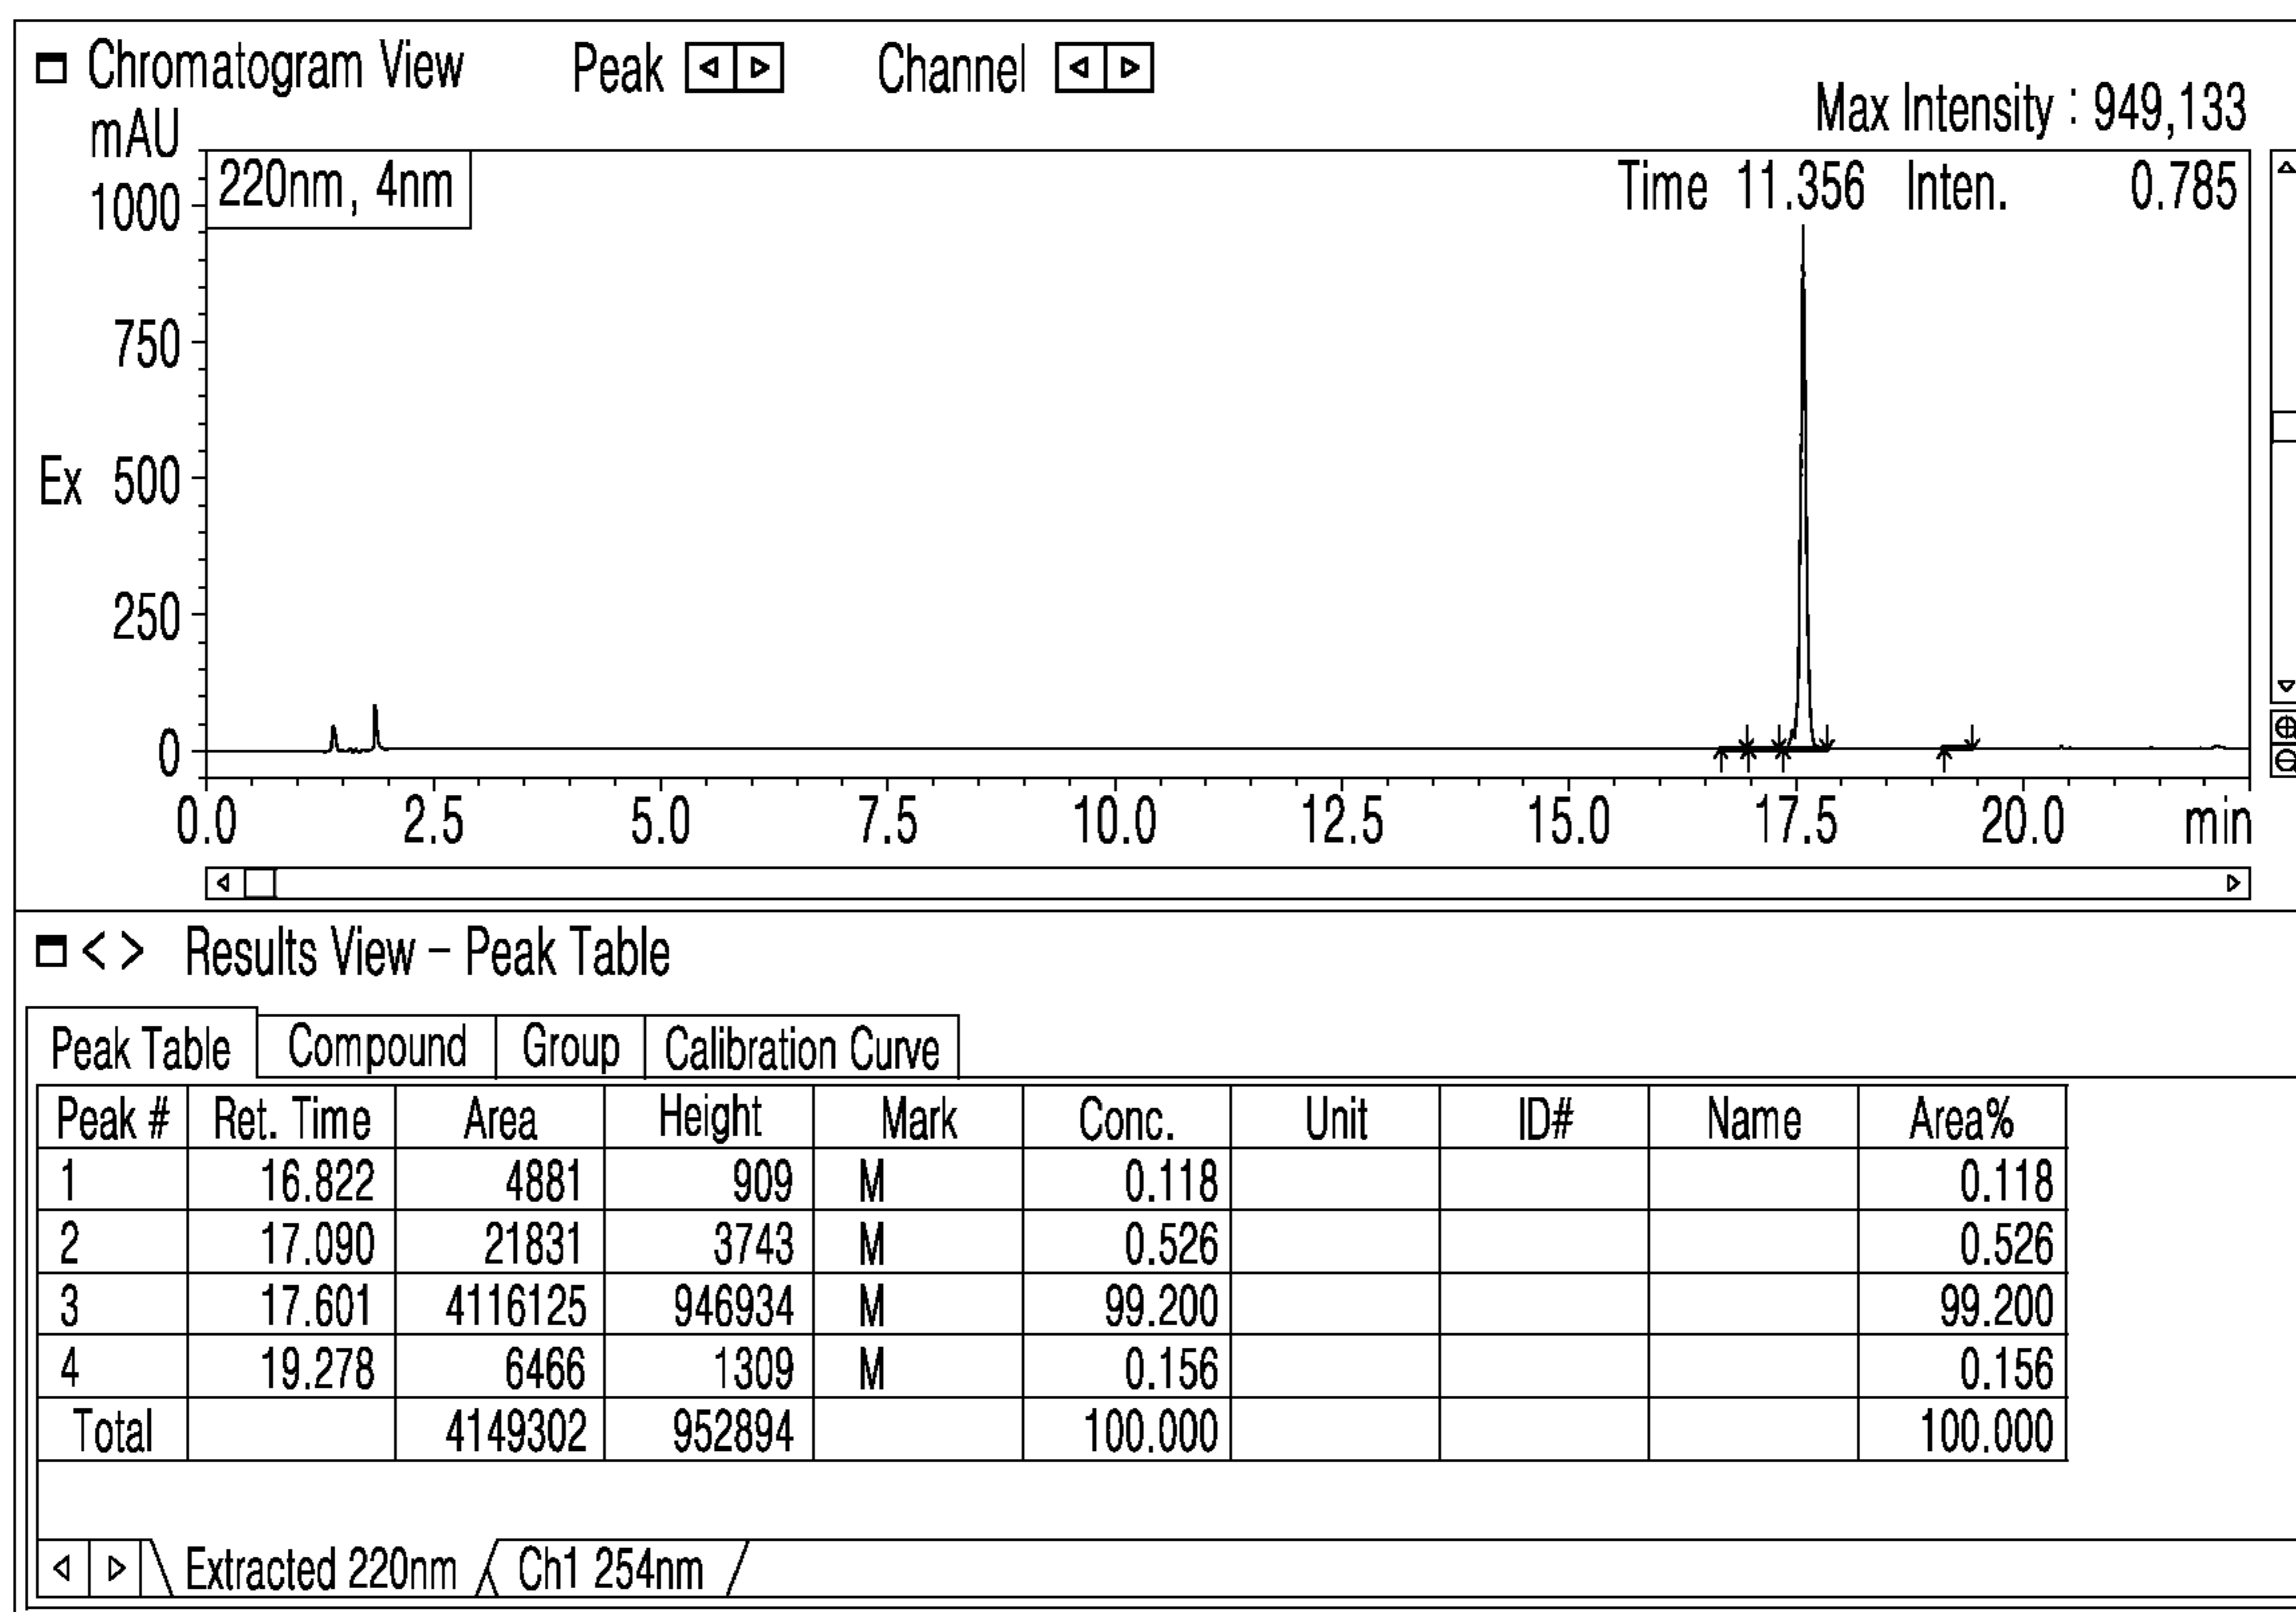 Chromatogram View Peak Channel
Max Intensity : 949,133
mAU
220nm, 4nm Time 11.356 Inten. 0.785
1000
750
Ex 500
250
0
0.0 2.5 5.0 7.5 10.0 12.5 15.0 17.5 20.0 min
< > Results View – Peak Table
Peak Table Compound Group Calibration Curve
Peak # Ret. Time Area Height Mark Conc. Unit ID# Name Area%
1 16.822 4881 909 M 0.118 0.118
2 17.090 21831 3743 M 0.526 0.526
3 17.601 4116125 946934 M 99.200 99.200
4 19.278 6466 1309 M 0.156 0.156
Total 4149302 952894 100.000 100.000
Extracted 220nm Ch1 254nm